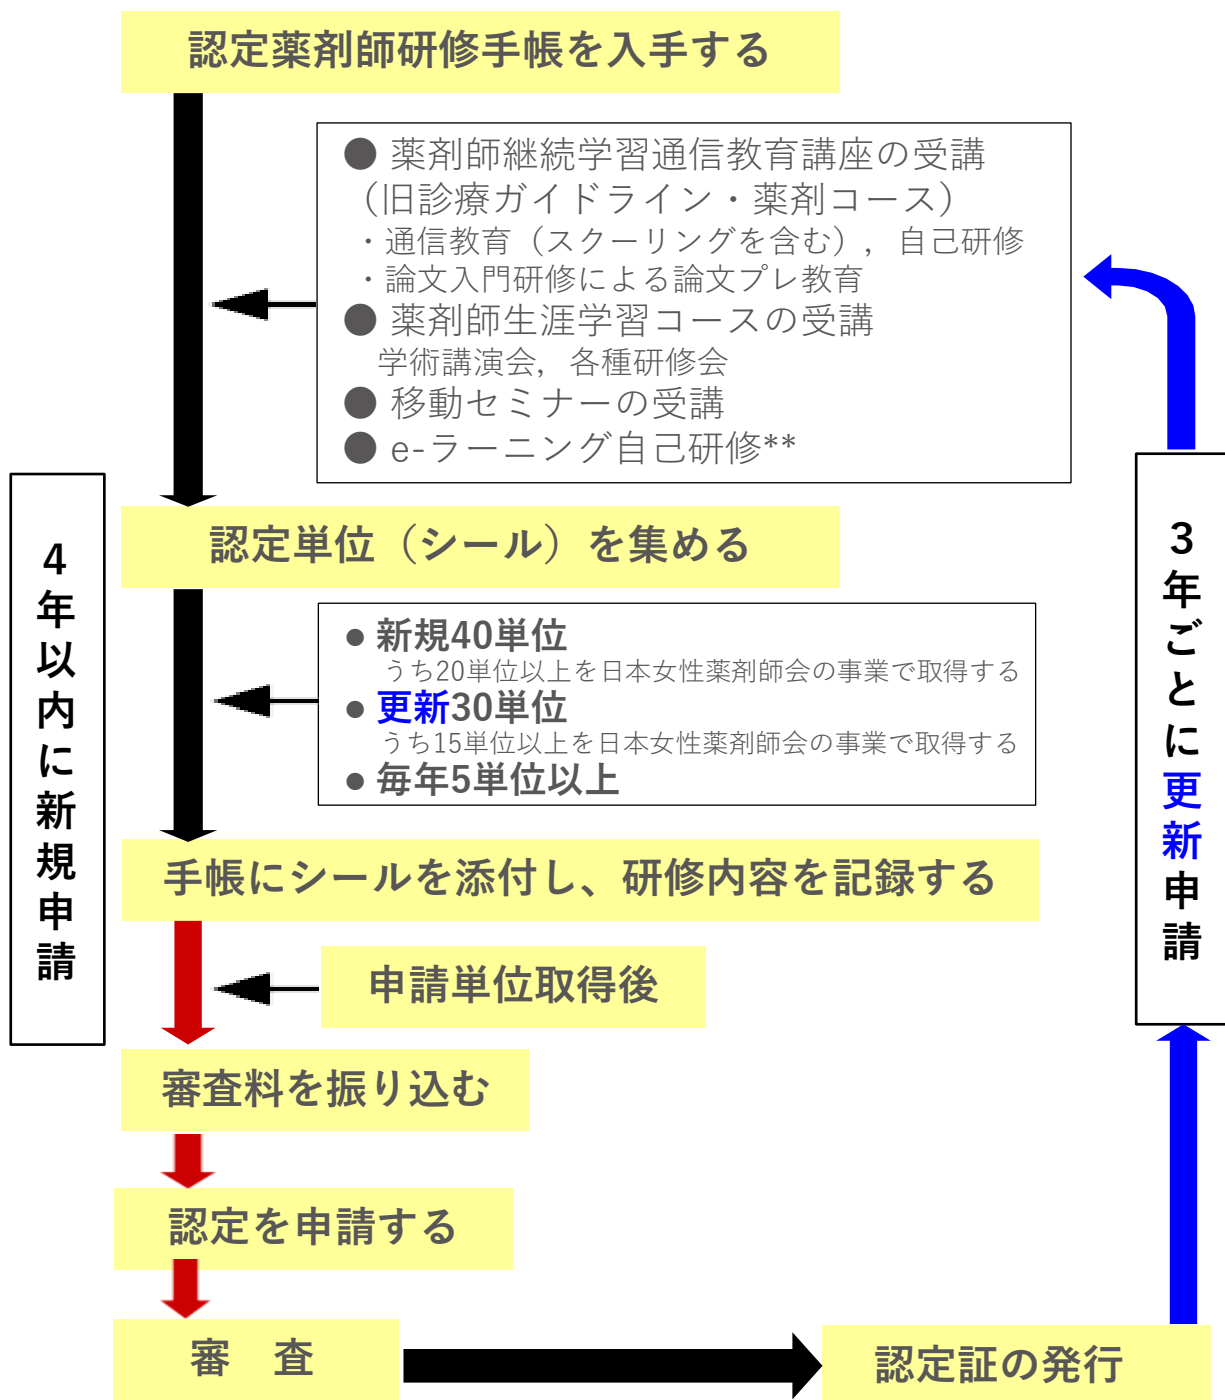 認定薬剤師研修手帳を入手する
● 薬剤師継続学習通信教育講座の受講
（旧診療ガイドライン・薬剤コース）
・通信教育（スクーリングを含む），自己研修
・論文入門研修による論文プレ教育
● 薬剤師生涯学習コースの受講
学術講演会，各種研修会
● 移動セミナーの受講
● e-ラーニング自己研修**
認定単位（シール）を集める
● 新規40単位
うち20単位以上を日本女性薬剤師会の事業で取得する
● 更新30単位
うち15単位以上を日本女性薬剤師会の事業で取得する
● 毎年5単位以上
手帳にシールを添付し、研修内容を記録する
申請単位取得後
審査料を振り込む
認定を申請する
審　査
認定証の発行
4年以内に新規申請
3年ごとに更新申請